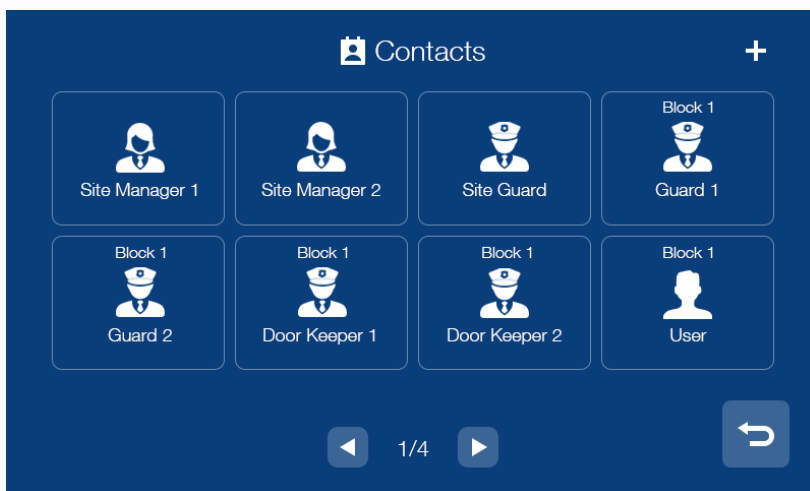 Contacts
Site Manager 1
Site Manager 2
Site Guard
Block 1
Guard 1
Block 1
Guard 2
Block 1
Door Keeper 1
Block 1
Door Keeper 2
Block 1
User
1/4